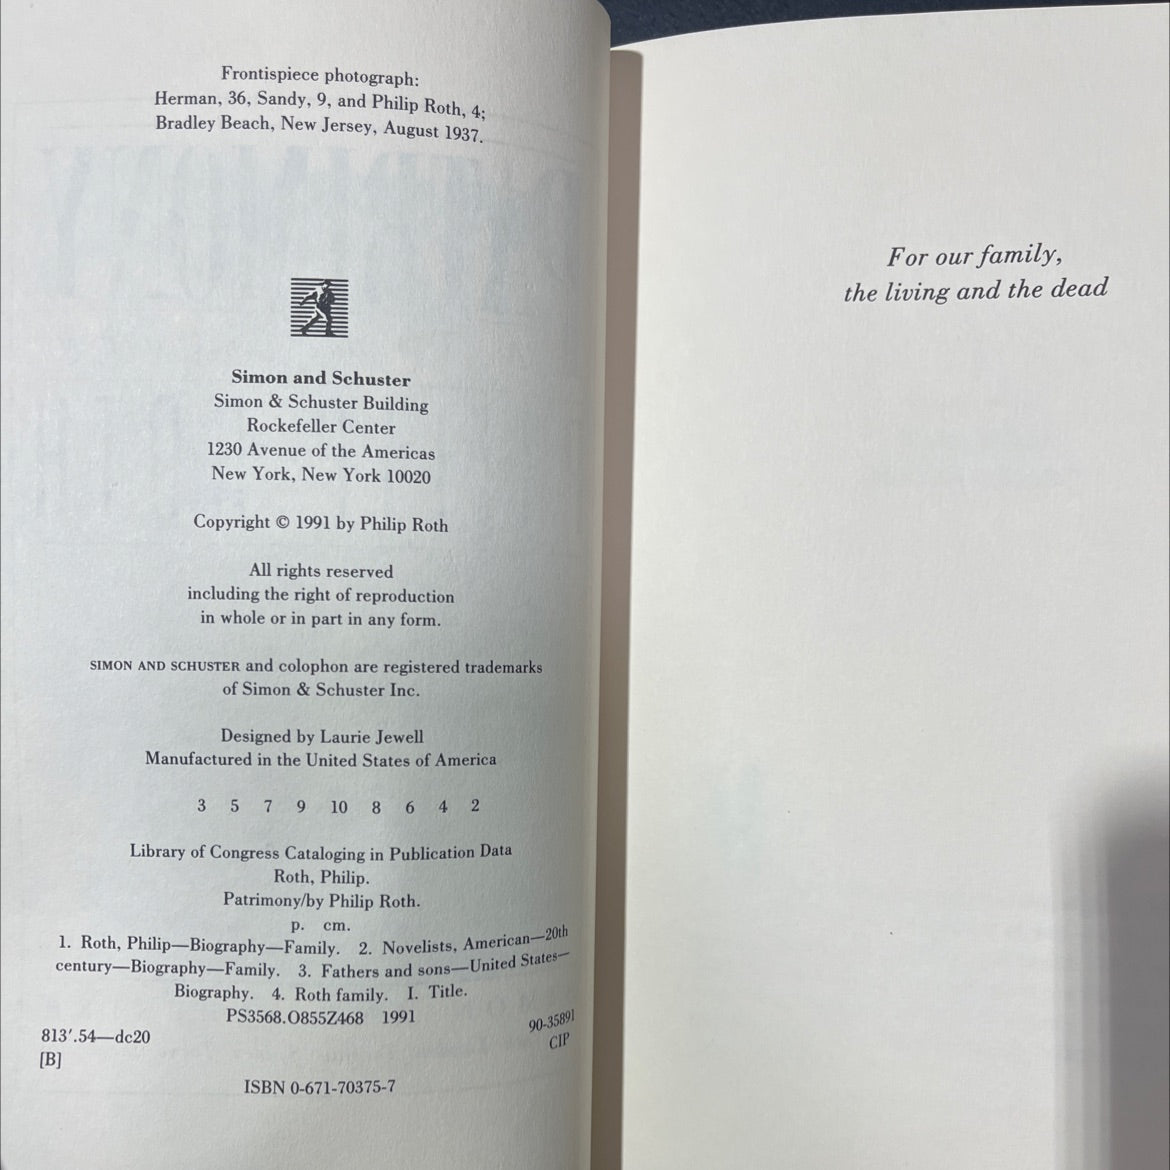 Frontispiece photograph:
Herman, 36, Sandy, 9, and Philip Roth, 4;
Bradley Beach, New Jersey, August 1937.
Simon and Schuster
Simon & Schuster Building
Rockefeller Center
1230 Avenue of the Americas
New York, New York 10020
Copyright © 1991 by Philip Roth
All rights reserved
including the right of reproduction
in whole or in part in any form.
SIMON AND SCHUSTER and colophon are registered trademarks
of Simon & Schuster Inc.
Designed by Laurie Jewell
Manufactured in the United States of America
3 5 7 9 10 8 6 4 2
Library of Congress Cataloging in Publication Data
Roth, Philip.
Patrimony/by Philip Roth.
p. cm.
1. Roth, Philip—Biography—Family. 2. Novelists, American—20th
century—Biography—Family. 3. Fathers and sons—United States—
Biography. 4. Roth family. I. Title.
PS3568.O855Z468 1991
813′.54—dc20 90-35891
[B] CIP
ISBN 0-671-70375-7
For our family,
the living and the dead